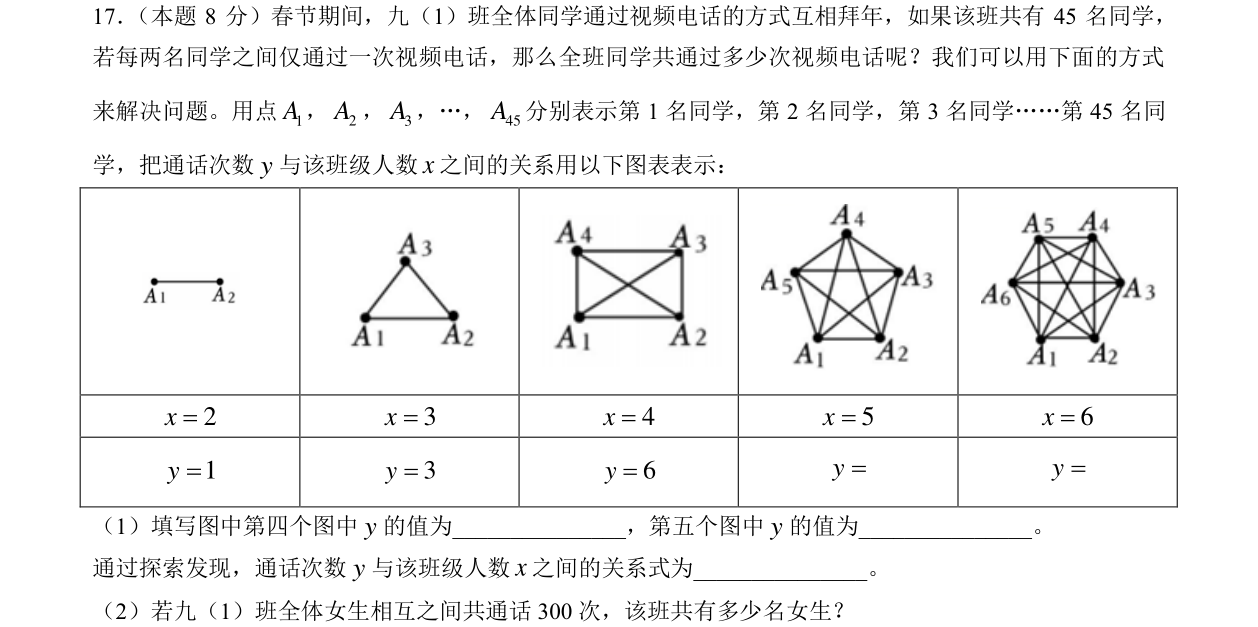 17.（本题 8 分）春节期间，九（1）班全体同学通过视频电话的方式互相拜年，如果该班共有 45 名同学，
若每两名同学之间仅通过一次视频电话，那么全班同学共通过多少次视频电话呢？我们可以用下面的方式
来解决问题。用点 A₁， A₂， A₃，…， A₄₅ 分别表示第 1 名同学，第 2 名同学，第 3 名同学……第 45 名同
学，把通话次数 y 与该班级人数 x 之间的关系用以下图表表示：
A₁ A₂
A₃
A₁ A₂
A₄ A₃
A₁ A₂
A₄
A₅ A₃
A₁ A₂
A₅ A₄
A₆ A₃
A₁ A₂
x = 2 x = 3 x = 4 x = 5 x = 6
y = 1 y = 3 y = 6 y = y =
（1）填写图中第四个图中 y 的值为_______________，第五个图中 y 的值为_______________。
通过探索发现，通话次数 y 与该班级人数 x 之间的关系式为_______________。
（2）若九（1）班全体女生相互之间共通话 300 次，该班共有多少名女生？